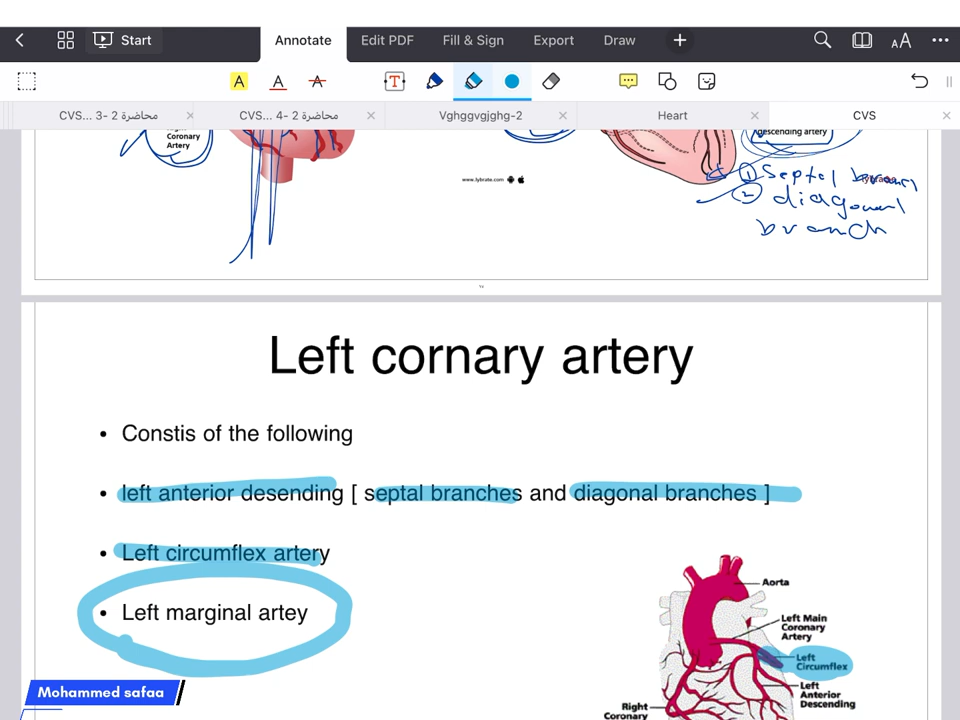 Start
Annotate
Edit PDF
Fill & Sign
Export
Draw
CVS... محاضرة 2 -3
CVS... محاضرة 2 -4
Vghggvgjghg-2
Heart
CVS
Coronary
Artery
www.lybrate.com
descending artery
① Septal branch
② diagonal
branch
Left cornary artery
• Constis of the following
• left anterior desending [ septal branches and diagonal branches ]
• Left circumflex artery
• Left marginal artey
Aorta
Left Main
Coronary
Artery
Left
Circumflex
Left
Anterior
Descending
Right
Coronary
Mohammed safaa